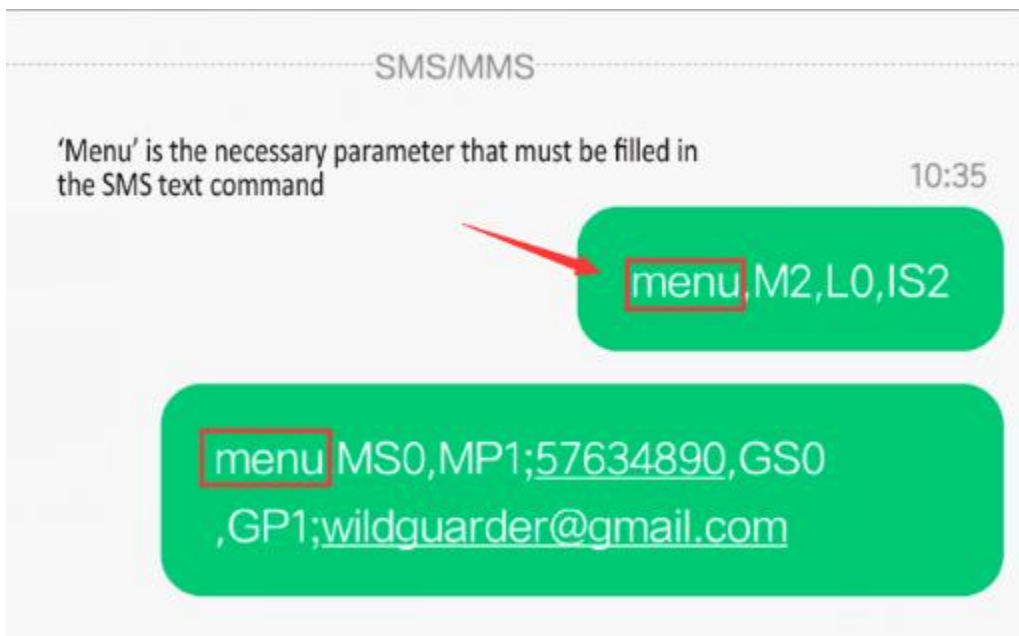 SMS/MMS
‘Menu’ is the necessary parameter that must be filled in
the SMS text command
10:35
menu,M2,L0,IS2
menu,MS0,MP1;57634890,GS0
,GP1;wildguarder@gmail.com